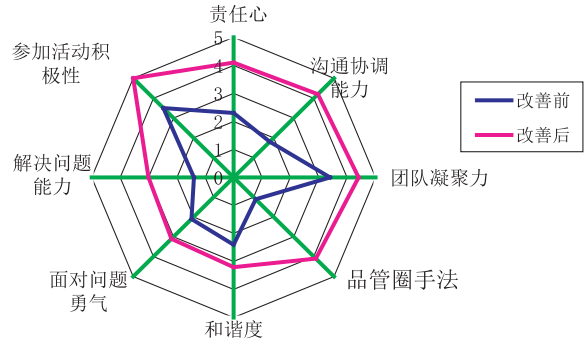 责任心
5
4
3
2
1
0
沟通协调
能力
团队凝聚力
品管圈手法
和谐度
面对问题
勇气
解决问题
能力
参加活动积
极性
改善前
改善后